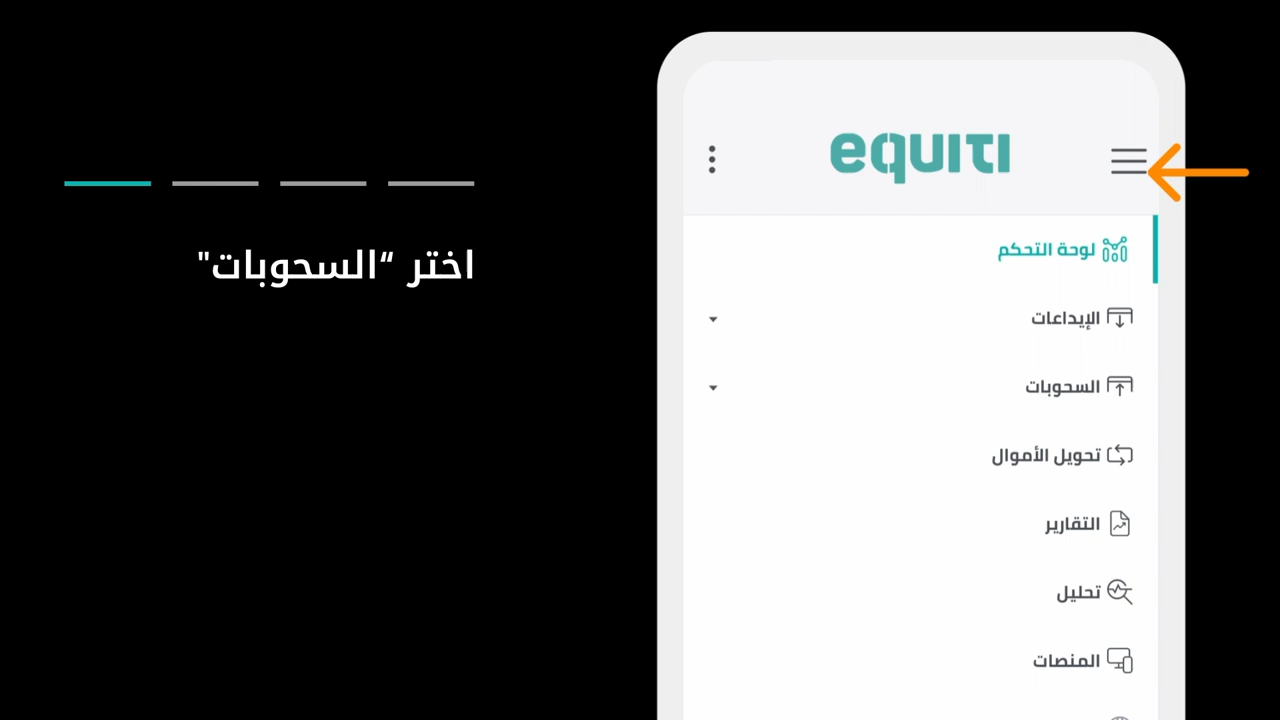 اختر “السحوبات"
equiti
لوحة التحكم
الإيداعات
السحوبات
تحويل الأموال
التقارير
تحليل
المنصات